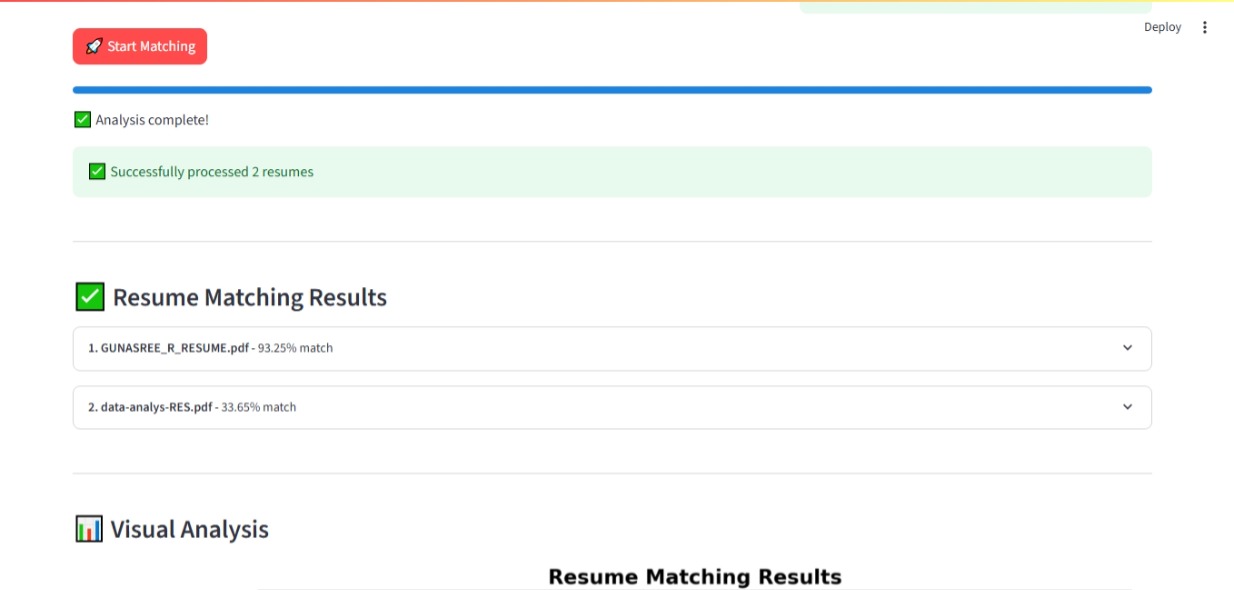 Deploy
🚀 Start Matching
✅ Analysis complete!
✅ Successfully processed 2 resumes
✅ Resume Matching Results
1. GUNASREE_R_RESUME.pdf - 93.25% match
2. data-analys-RES.pdf - 33.65% match
📊 Visual Analysis
Resume Matching Results